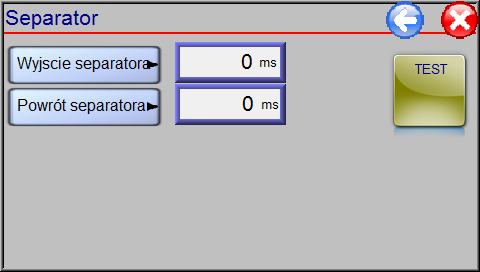 Separator
Wyjscie separatora
0 ms
TEST
Powrót separatora
0 ms